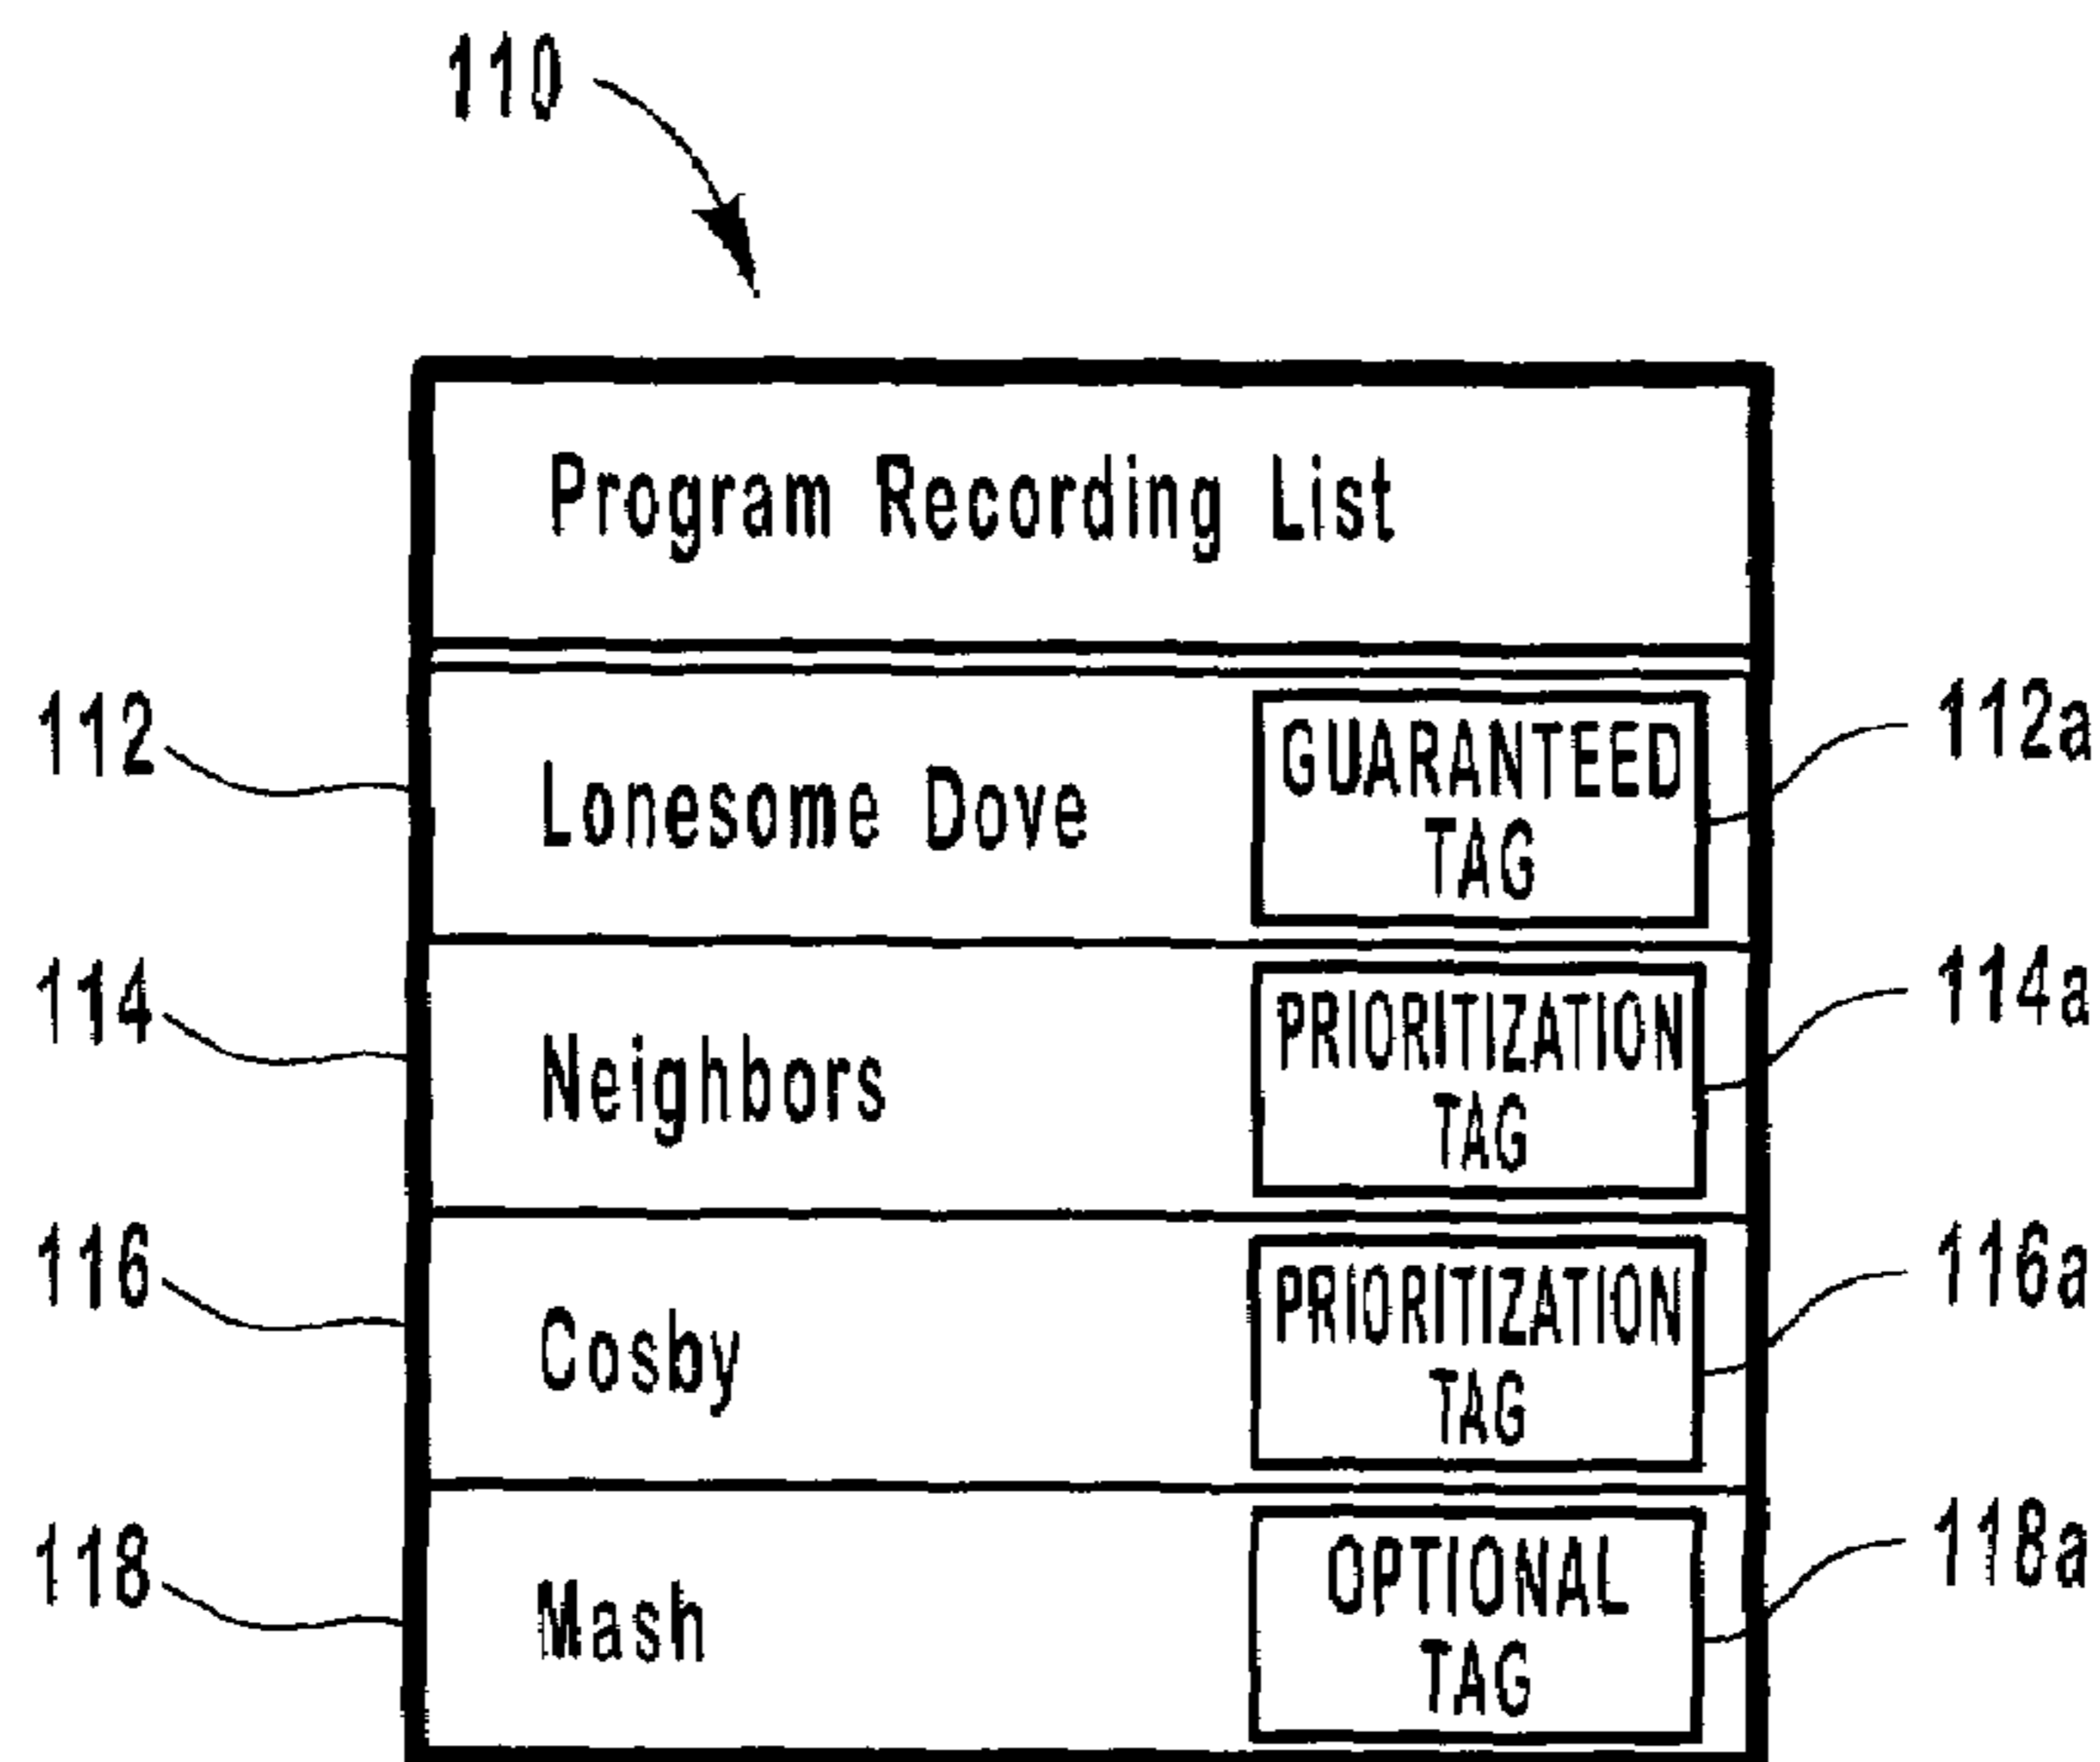 110
Program Recording List
112
Lonesome Dove
GUARANTEED
TAG
112a
114
Neighbors
PRIORITIZATION
TAG
114a
116
Cosby
PRIORITIZATION
TAG
116a
118
Mash
OPTIONAL
TAG
118a